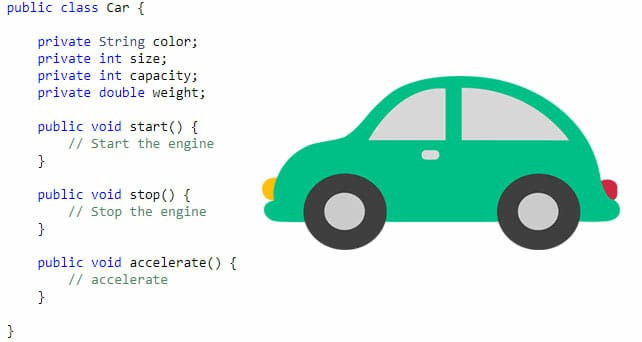 public class Car {
private String color;
private int size;
private int capacity;
private double weight;
public void start() {
// Start the engine
}
public void stop() {
// Stop the engine
}
public void accelerate() {
// accelerate
}
}